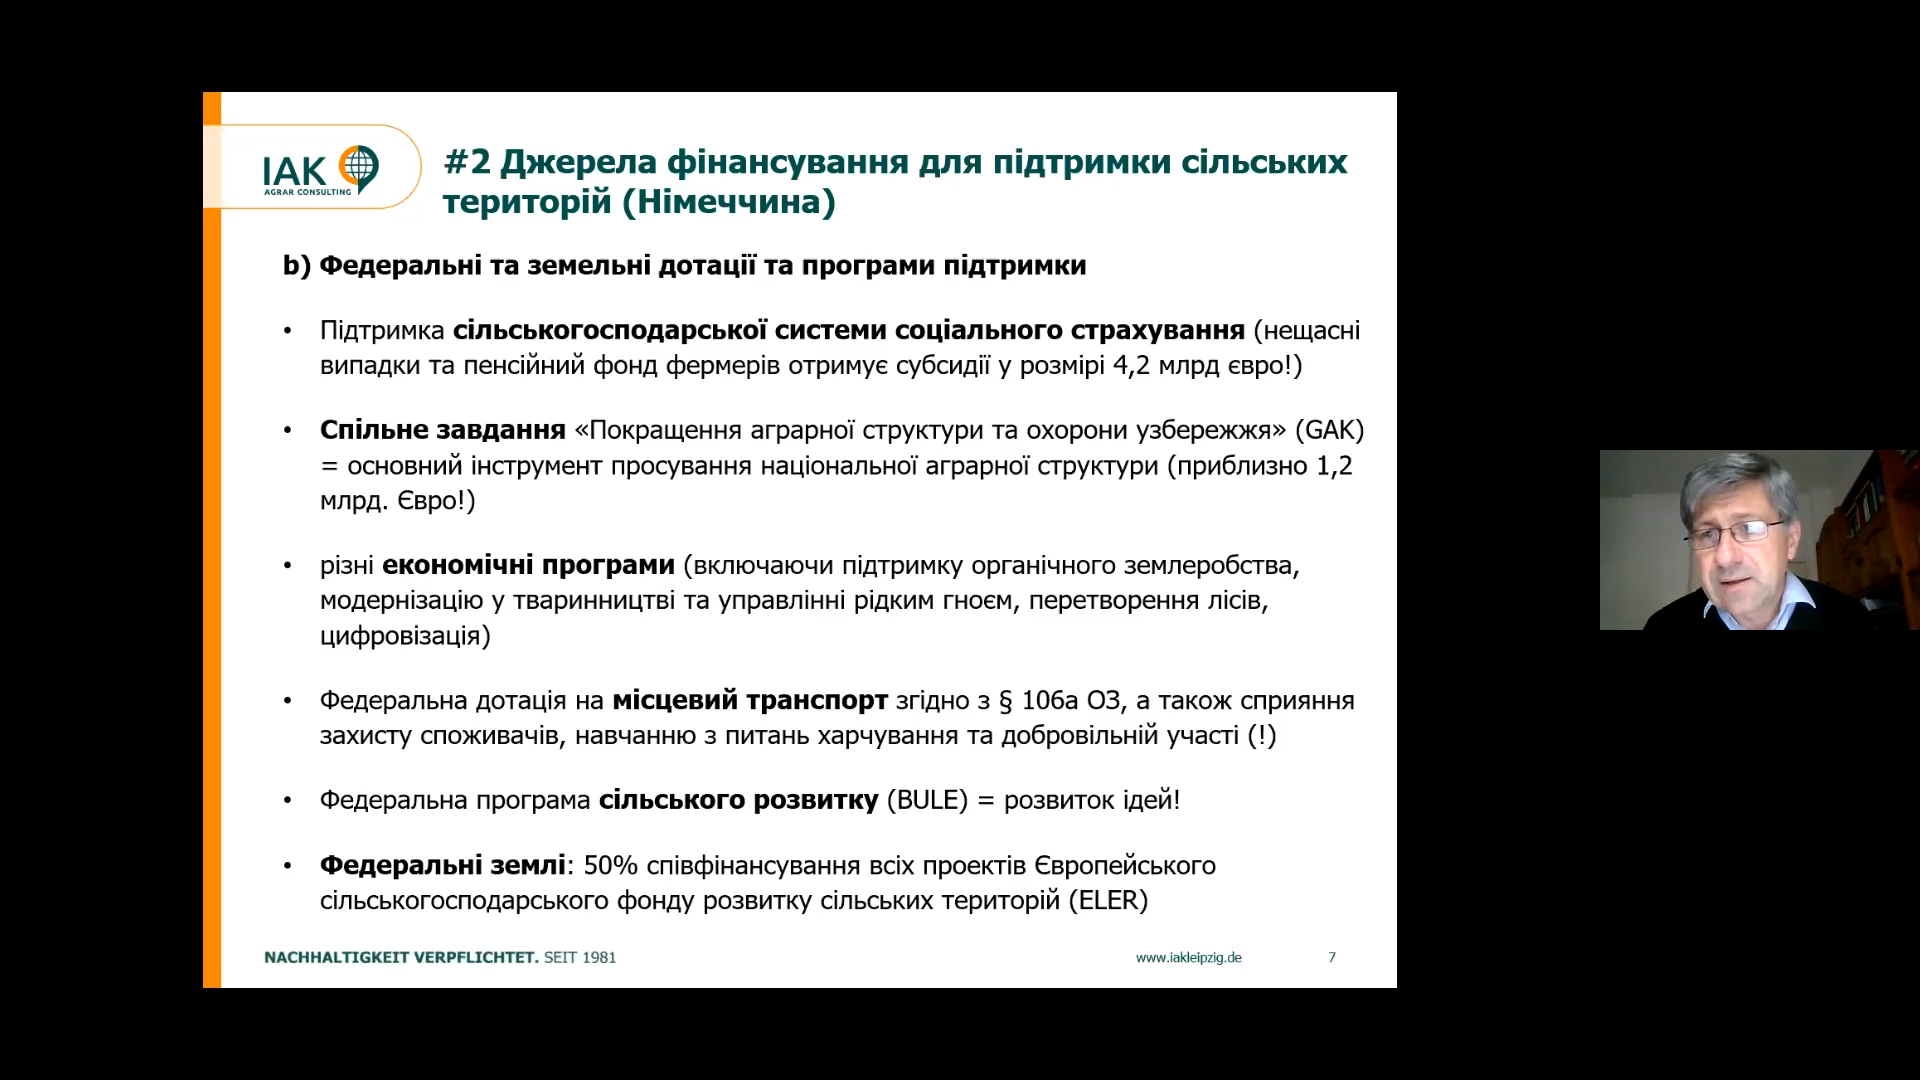 IAK
AGRAR CONSULTING
#2 Джерела фінансування для підтримки сільських
територій (Німеччина)
b) Федеральні та земельні дотації та програми підтримки
• Підтримка сільськогосподарської системи соціального страхування (нещасні
випадки та пенсійний фонд фермерів отримує субсидії у розмірі 4,2 млрд євро!)
• Спільне завдання «Покращення аграрної структури та охорони узбережжя» (GAK)
= основний інструмент просування національної аграрної структури (приблизно 1,2
млрд. Євро!)
• різні економічні програми (включаючи підтримку органічного землеробства,
модернізацію у тваринництві та управлінні рідким гноєм, перетворення лісів,
цифровізація)
• Федеральна дотація на місцевий транспорт згідно з § 106a ОЗ, а також сприяння
захисту споживачів, навчанню з питань харчування та добровільній участі (!)
• Федеральна програма сільського розвитку (BULE) = розвиток ідей!
• Федеральні землі: 50% співфінансування всіх проектів Європейського
сільськогосподарського фонду розвитку сільських територій (ELER)
NACHHALTIGKEIT VERPFLICHTET. SEIT 1981
www.iakleipzig.de
7